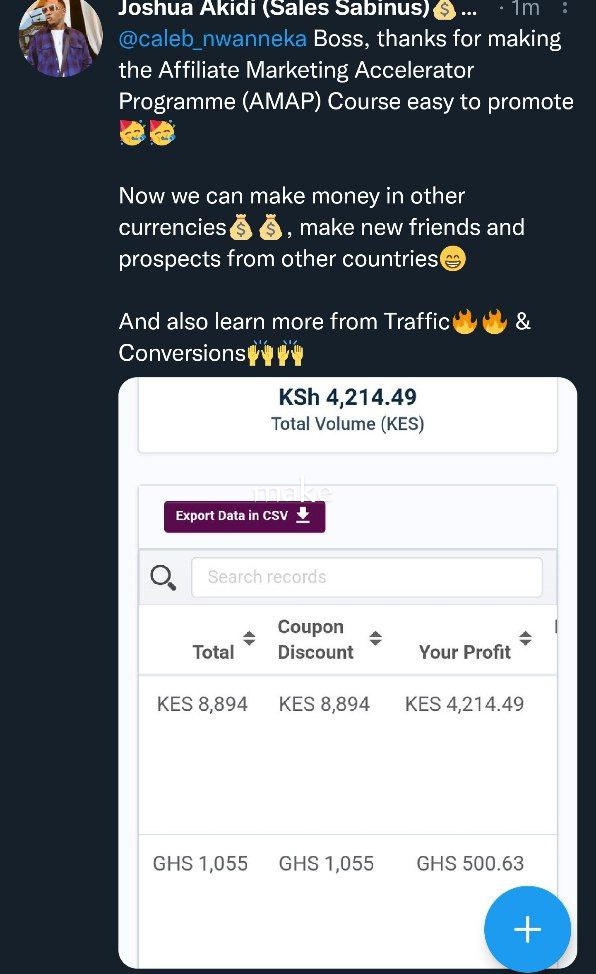 Joshua Akidi (Sales Sabinus)💰... · 1m
@caleb_nwanneka Boss, thanks for making
the Affiliate Marketing Accelerator
Programme (AMAP) Course easy to promote
🥳🥳
Now we can make money in other
currencies💰💰, make new friends and
prospects from other countries😁
And also learn more from Traffic🔥🔥 &
Conversions🙌🙌
KSh 4,214.49
Total Volume (KES)
make
Export Data in CSV
Search records
Total Coupon Discount Your Profit
KES 8,894 KES 8,894 KES 4,214.49
GHS 1,055 GHS 1,055 GHS 500.63